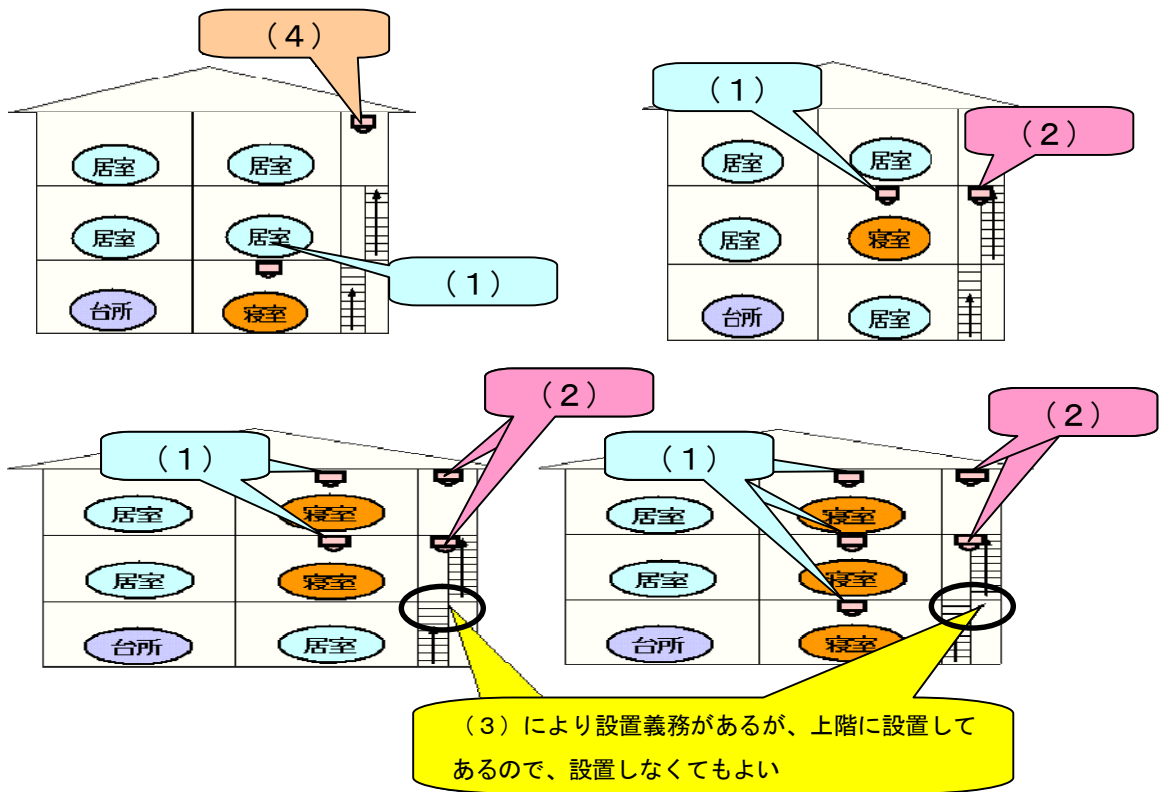 （４）
居室
居室
居室
居室
（１）
台所
寝室
（１）
（２）
居室
居室
居室
寝室
台所
居室
（２）
（１）
居室
寝室
居室
寝室
台所
居室
（２）
（１）
居室
寝室
居室
寝室
台所
寝室
（３）により設置義務があるが、上階に設置して
あるので、設置しなくてもよい